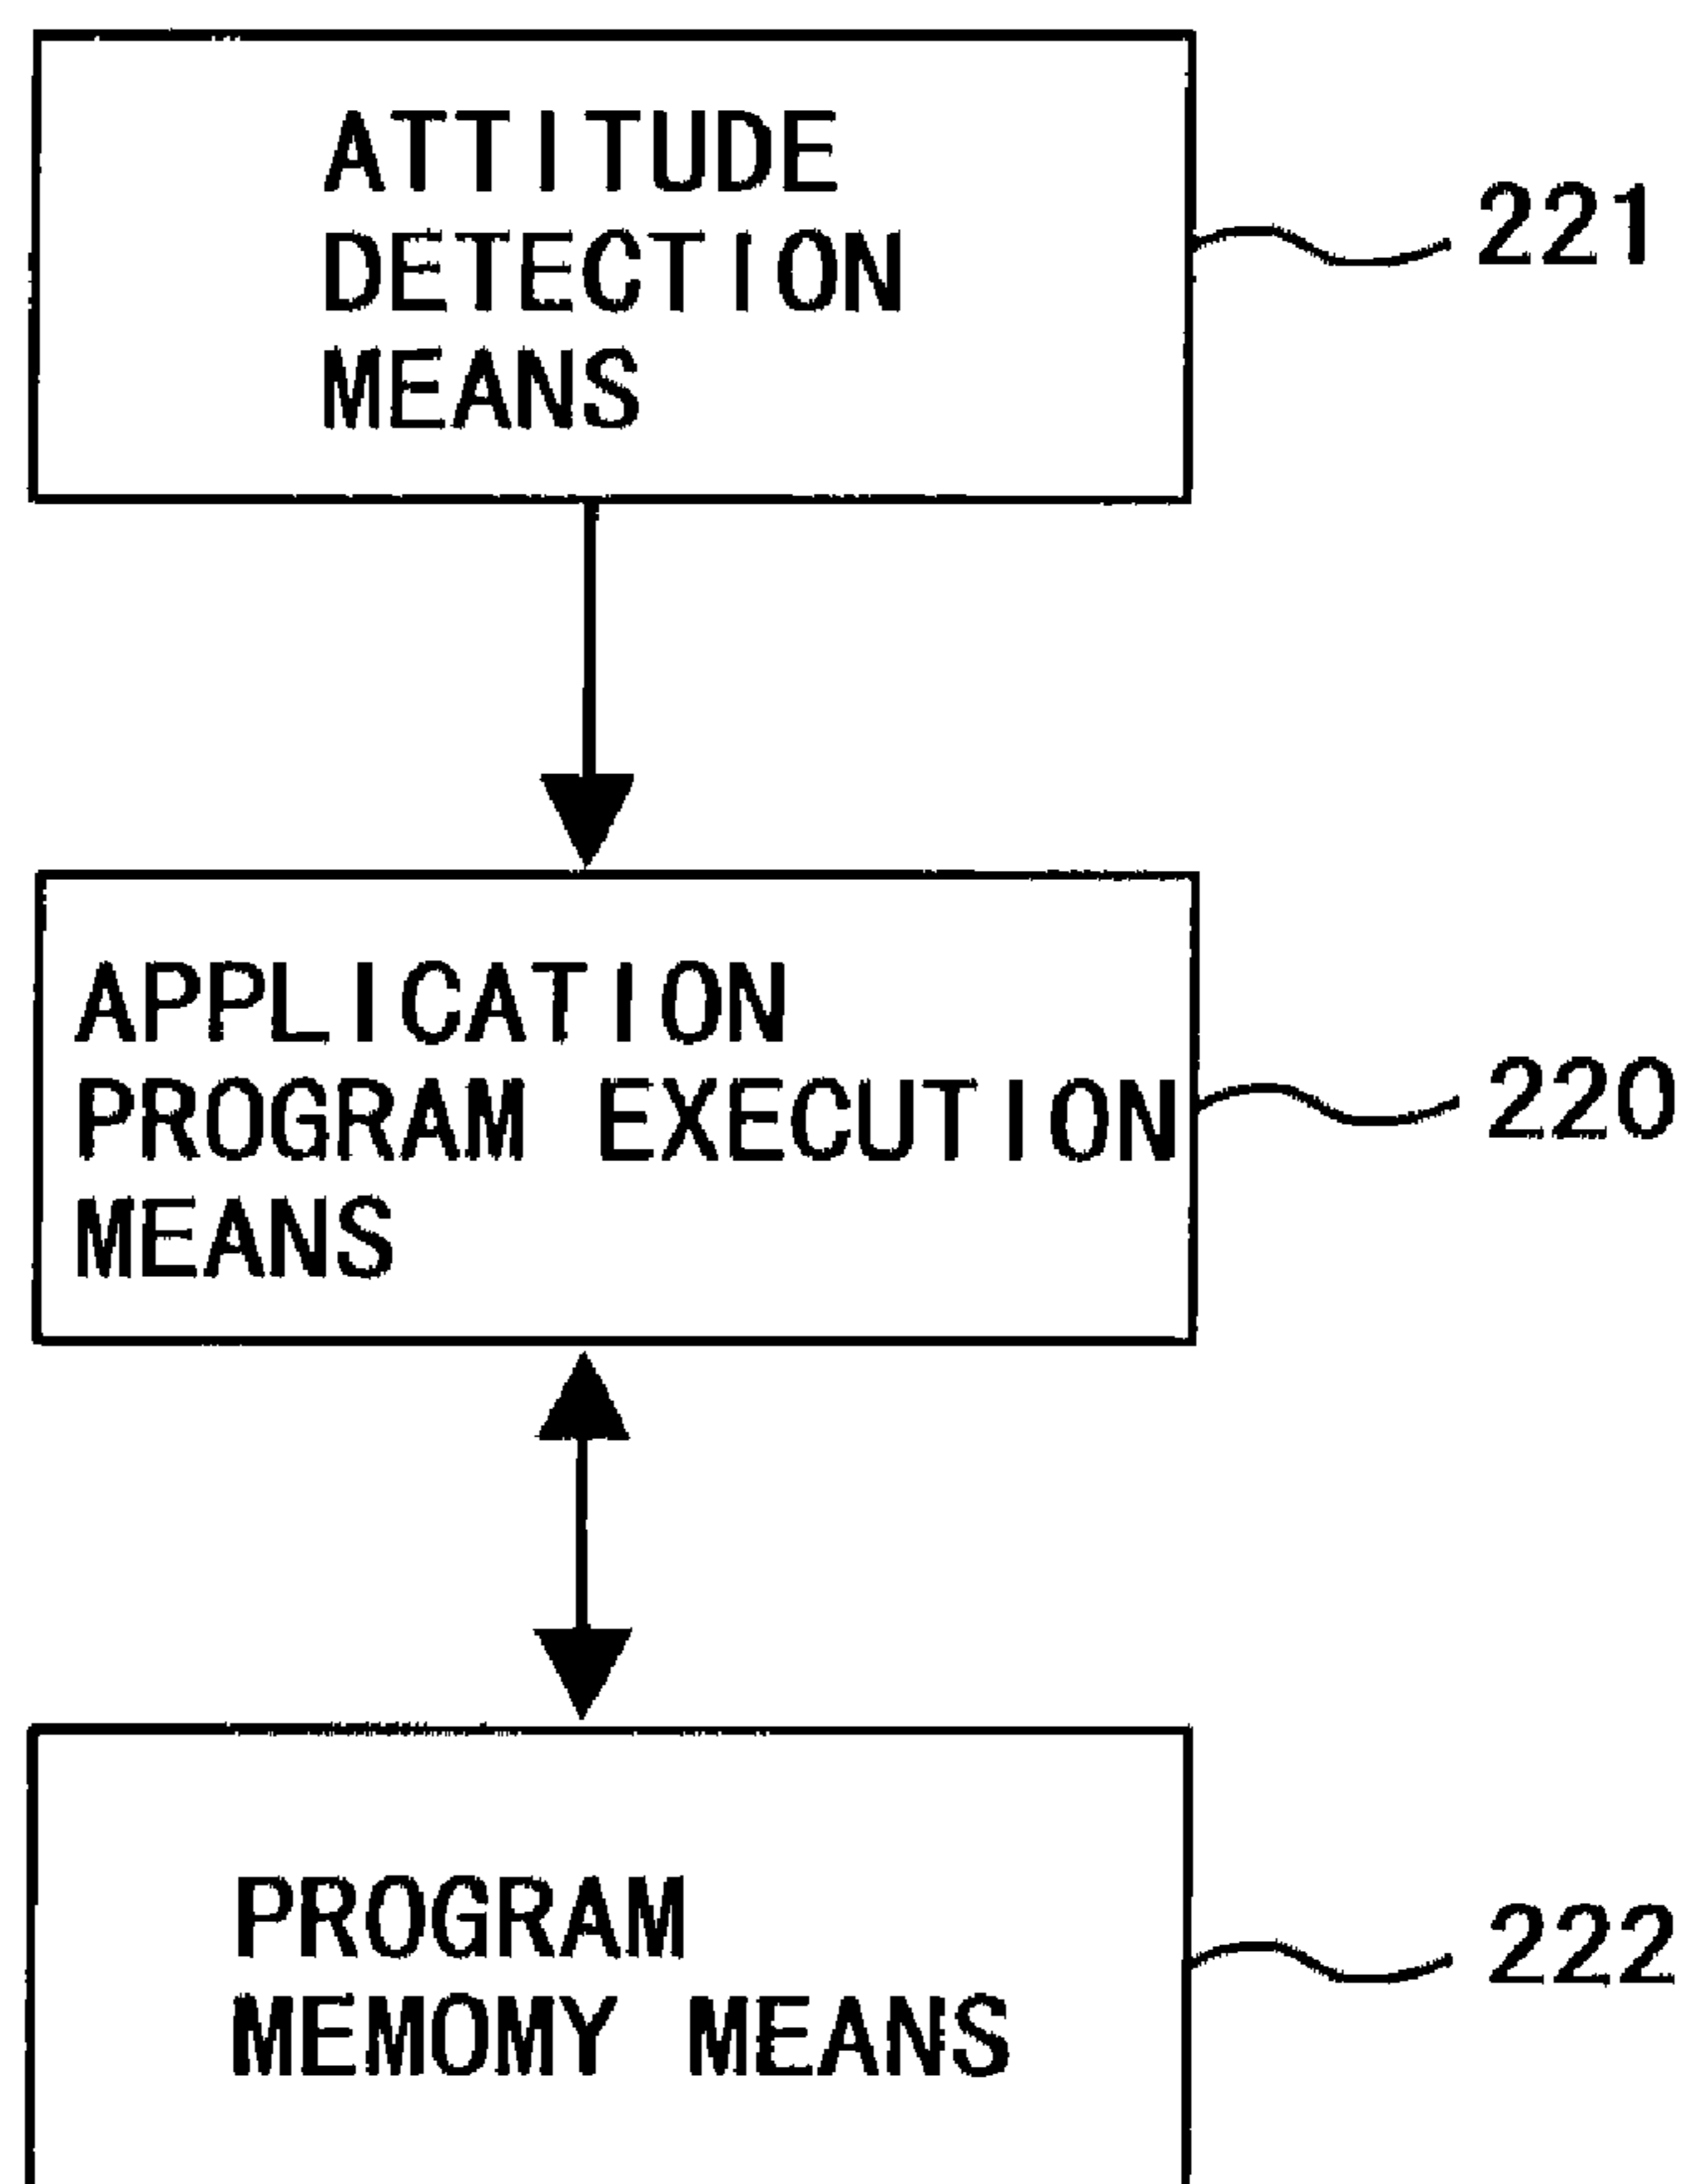 ATTITUDE
DETECTION
MEANS
221
APPLICATION
PROGRAM EXECUTION
MEANS
220
PROGRAM
MEMOMY MEANS
222